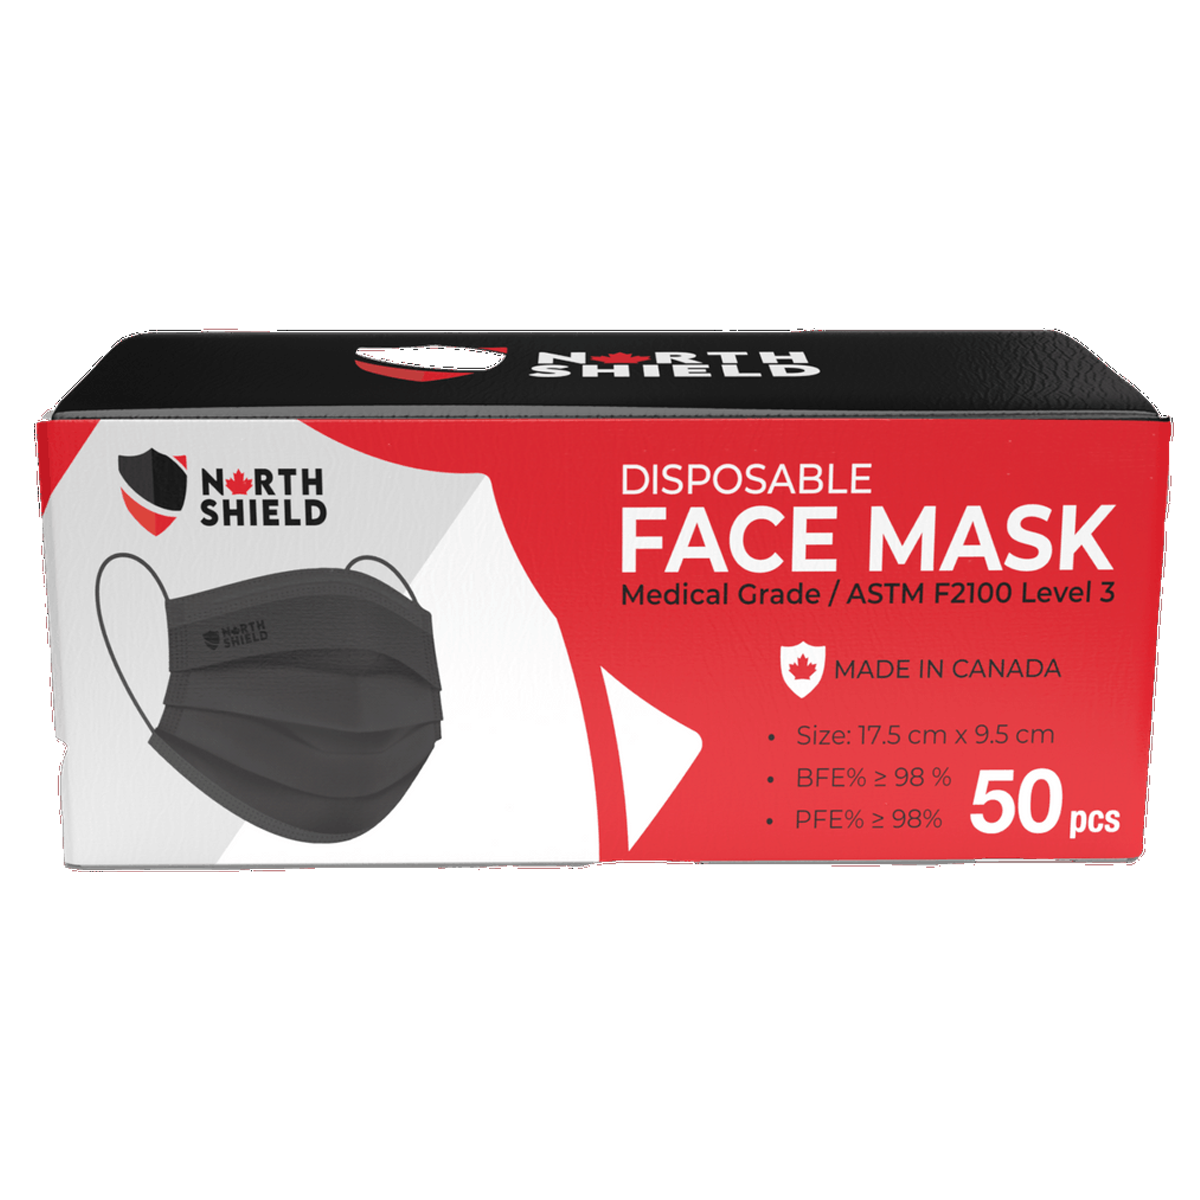 NORTH
SHIELD
NORTH
SHIELD
DISPOSABLE
FACE MASK
Medical Grade / ASTM F2100 Level 3
NORTH
SHIELD
MADE IN CANADA
• Size: 17.5 cm x 9.5 cm
• BFE% ≥ 98 %
• PFE% ≥ 98%
50 pcs